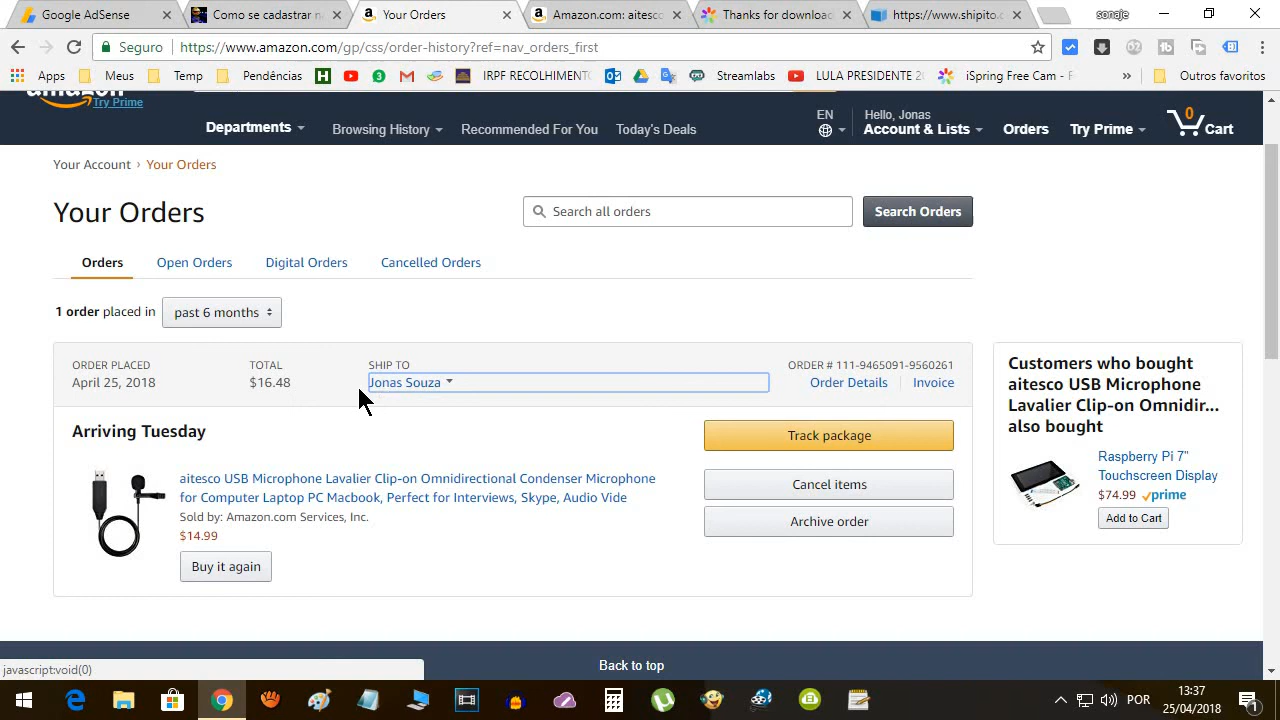 Google AdSense
Como se cadastrar n
Your Orders
Amazon.com: aitesco
Thanks for downloa
https://www.shipito.c
sonaje
Seguro
https://www.amazon.com/gp/css/order-history?ref=nav_orders_first
Apps
Meus
Temp
Pendências
IRPF RECOLHIMENT
Streamlabs
LULA PRESIDENTE 2
iSpring Free Cam - F
Outros favoritos
Try Prime
Departments
Browsing History
Recommended For You
Today's Deals
EN
Hello, Jonas
Account & Lists
Orders
Try Prime
0
Cart
Your Account › Your Orders
Your Orders
Search all orders
Search Orders
Orders
Open Orders
Digital Orders
Cancelled Orders
1 order placed in
past 6 months
ORDER PLACED
April 25, 2018
TOTAL
$16.48
SHIP TO
Jonas Souza
ORDER # 111-9465091-9560261
Order Details
Invoice
Arriving Tuesday
aitesco USB Microphone Lavalier Clip-on Omnidirectional Condenser Microphone
for Computer Laptop PC Macbook, Perfect for Interviews, Skype, Audio Vide
Sold by: Amazon.com Services, Inc.
$14.99
Buy it again
Track package
Cancel items
Archive order
Customers who bought
aitesco USB Microphone
Lavalier Clip-on Omnidir...
also bought
Raspberry Pi 7"
Touchscreen Display
$74.99 prime
Add to Cart
Back to top
javascript:void(0)
POR
13:37
25/04/2018
1